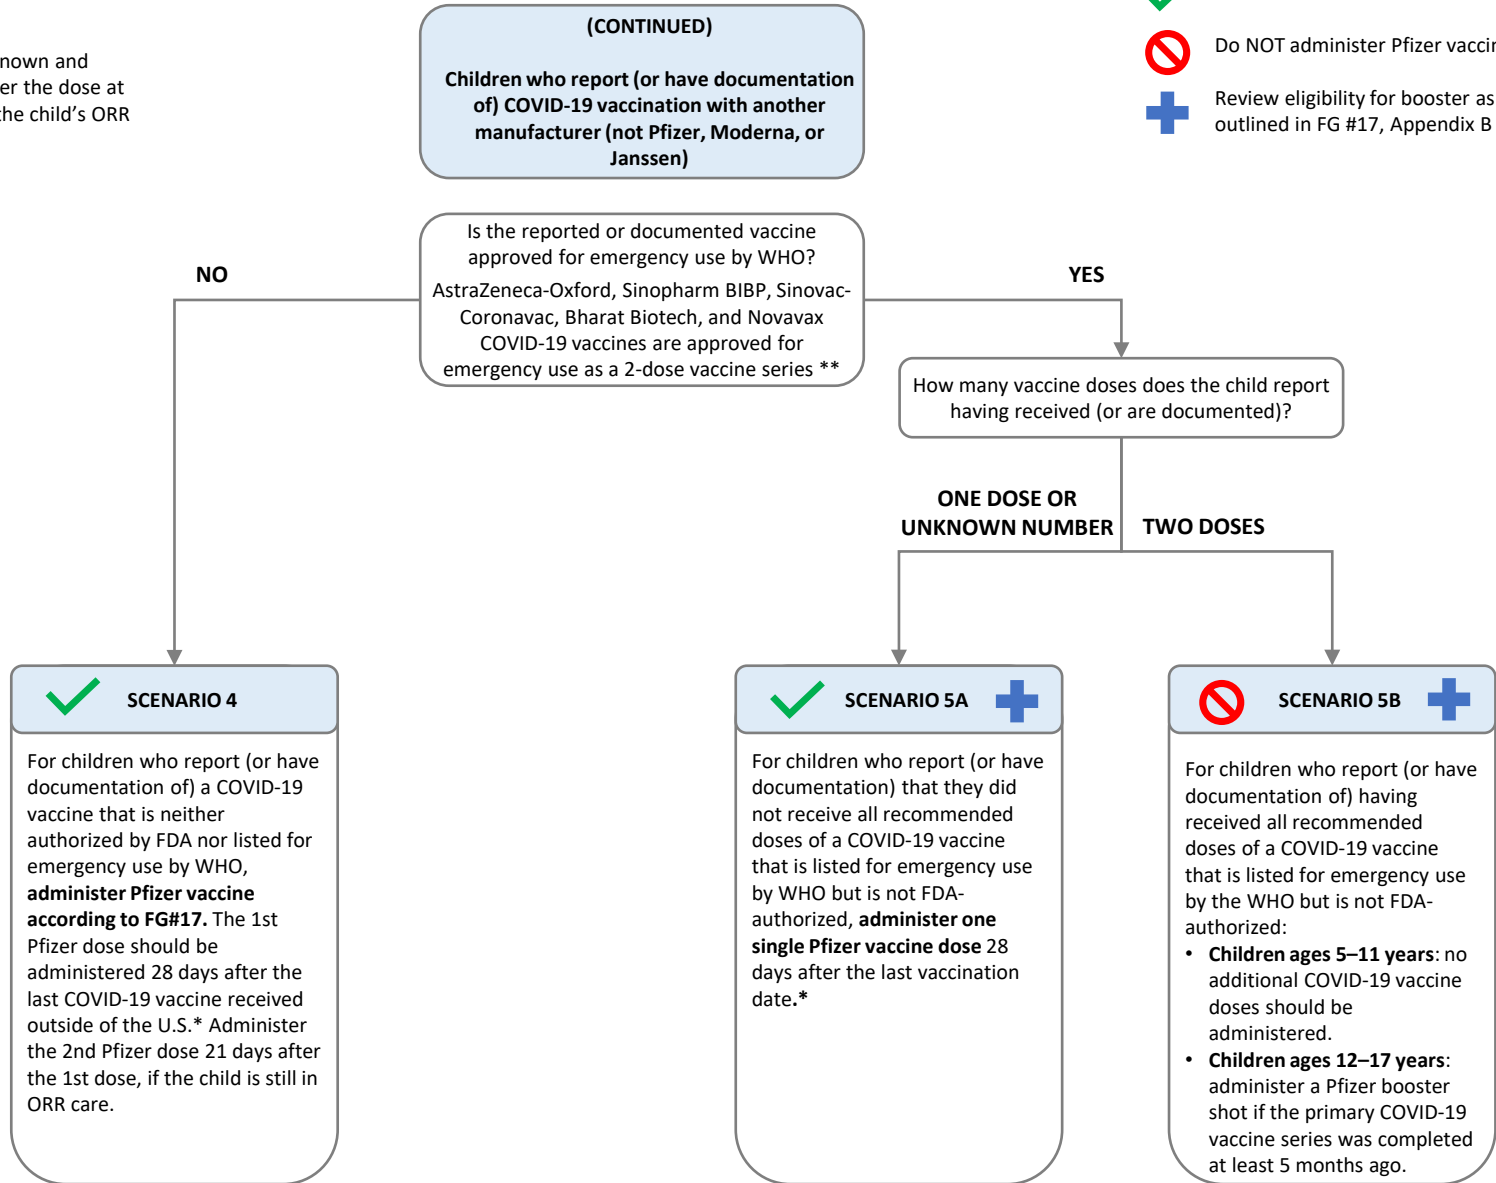 nown and
er the dose at
the child's ORR
(CONTINUED)
Children who report (or have documentation
of) COVID-19 vaccination with another
manufacturer (not Pfizer, Moderna, or
Janssen)
Do NOT administer Pfizer vaccin
Review eligibility for booster as
outlined in FG #17, Appendix B
Is the reported or documented vaccine
approved for emergency use by WHO?
AstraZeneca-Oxford, Sinopharm BIBP, Sinovac-
Coronavac, Bharat Biotech, and Novavax
COVID-19 vaccines are approved for
emergency use as a 2-dose vaccine series **
NO
YES
How many vaccine doses does the child report
having received (or are documented)?
ONE DOSE OR
UNKNOWN NUMBER
TWO DOSES
SCENARIO 4
For children who report (or have
documentation of) a COVID-19
vaccine that is neither
authorized by FDA nor listed for
emergency use by WHO,
administer Pfizer vaccine
according to FG#17. The 1st
Pfizer dose should be
administered 28 days after the
last COVID-19 vaccine received
outside of the U.S.* Administer
the 2nd Pfizer dose 21 days after
the 1st dose, if the child is still in
ORR care.
SCENARIO 5A
For children who report (or have
documentation) that they did
not receive all recommended
doses of a COVID-19 vaccine
that is listed for emergency use
by WHO but is not FDA-
authorized, administer one
single Pfizer vaccine dose 28
days after the last vaccination
date.*
SCENARIO 5B
For children who report (or have
documentation of) having
received all recommended
doses of a COVID-19 vaccine
that is listed for emergency use
by the WHO but is not FDA-
authorized:
• Children ages 5–11 years: no
additional COVID-19 vaccine
doses should be
administered.
• Children ages 12–17 years:
administer a Pfizer booster
shot if the primary COVID-19
vaccine series was completed
at least 5 months ago.